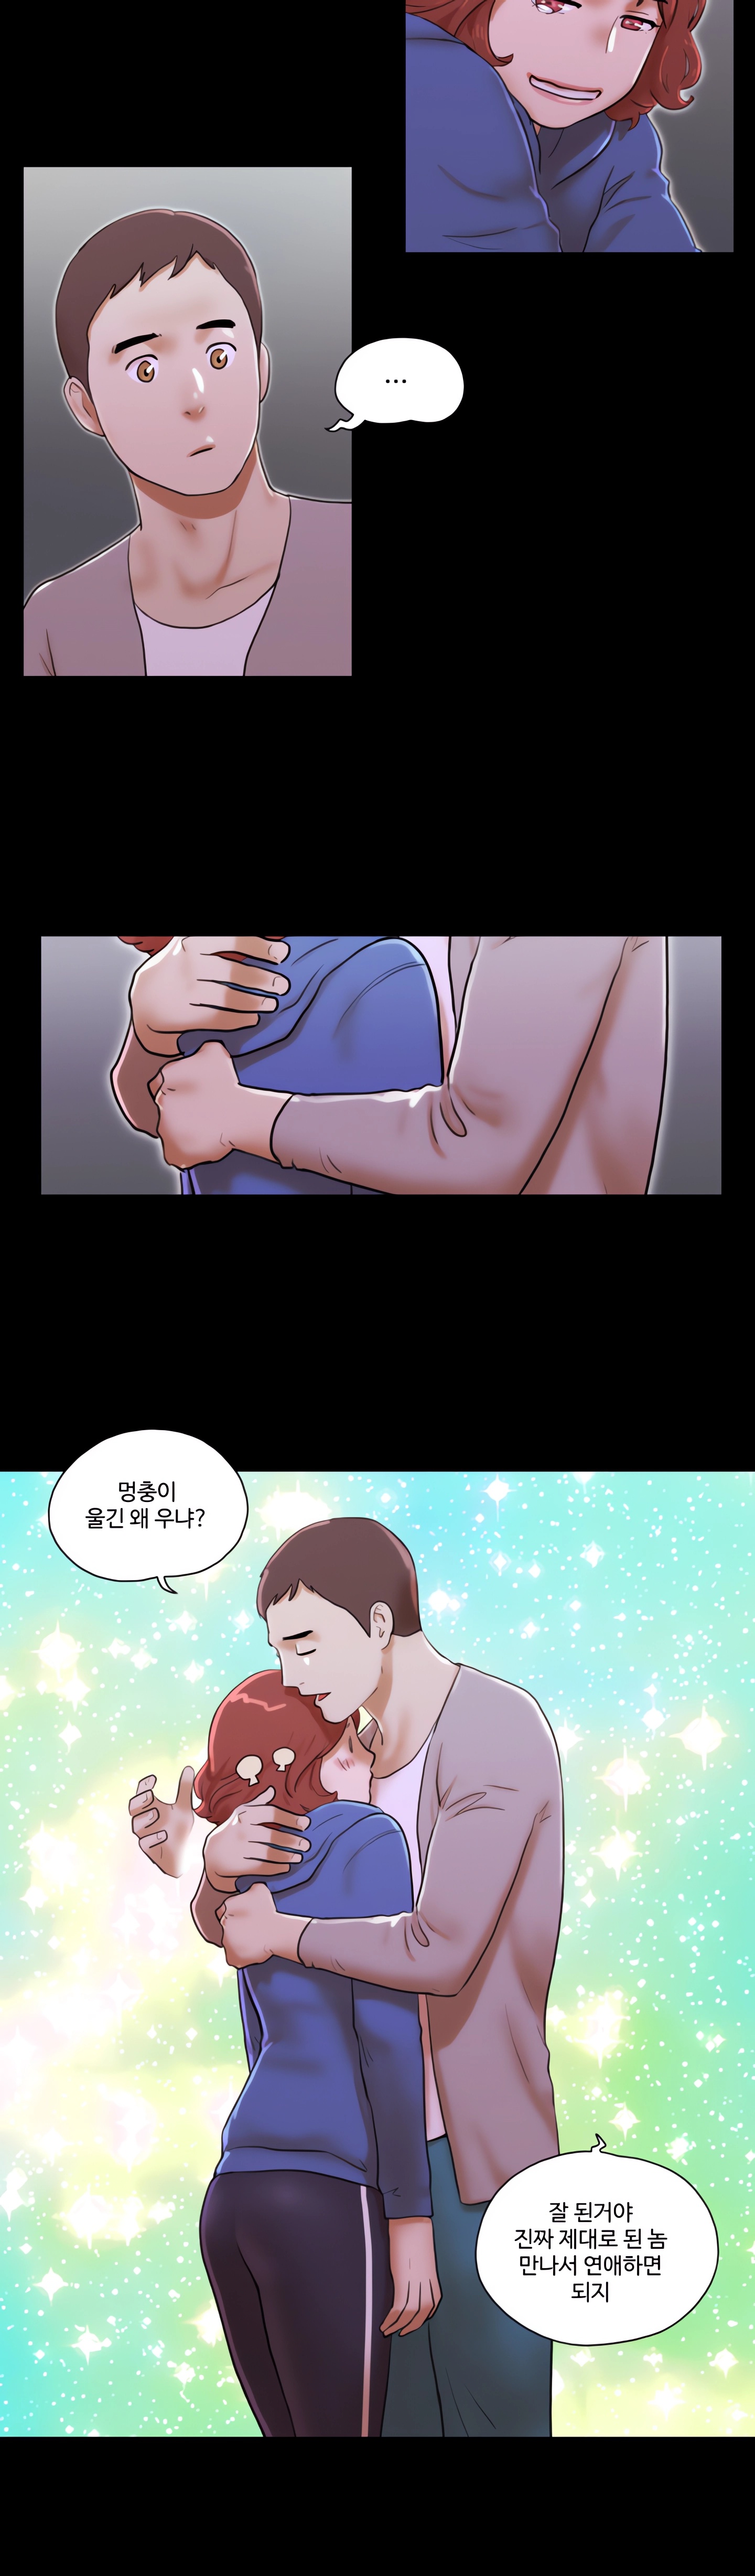 ...
멍충이
울긴 왜 우냐?
잘 된거야
진짜 제대로 된 놈
만나서 연애하면
되지